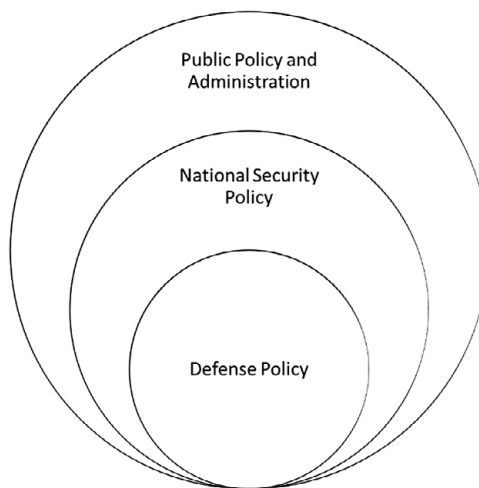 Public Policy and
Administration
National Security
Policy
Defense Policy